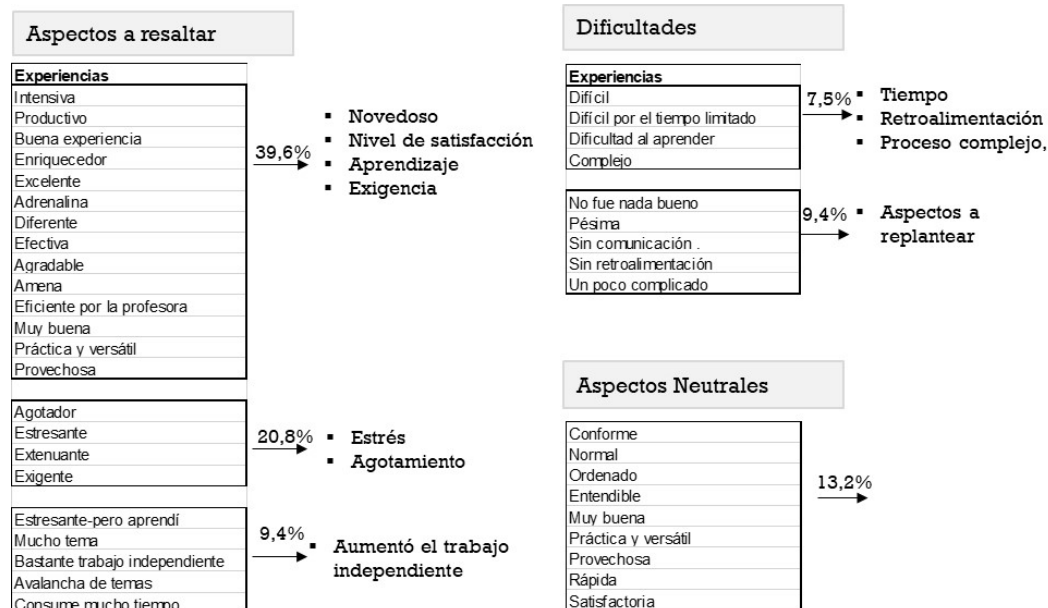 Aspectos a resaltar
Experiencias
Intensiva
Productivo
Buena experiencia
Enriquecedor
Excelente
Adrenalina
Diferente
Efectiva
Agradable
Amena
Eficiente por la profesora
Muy buena
Práctica y versátil
Provechosa
39,6%
▪ Novedoso
▪ Nivel de satisfacción
▪ Aprendizaje
▪ Exigencia
Agotador
Estresante
Extenuante
Exigente
20,8%
▪ Estrés
▪ Agotamiento
Estresante-pero aprendí
Mucho tema
Bastante trabajo independiente
Avalancha de temas
Consume mucho tiempo
9,4%
▪ Aumentó el trabajo
independiente
Dificultades
Experiencias
Difícil
Difícil por el tiempo limitado
Dificultad al aprender
Complejo
7,5%
▪ Tiempo
▪ Retroalimentación
▪ Proceso complejo,
No fue nada bueno
Pésima
Sin comunicación .
Sin retroalimentación
Un poco complicado
9,4%
▪ Aspectos a
replantear
Aspectos Neutrales
Conforme
Normal
Ordenado
Entendible
Muy buena
Práctica y versátil
Provechosa
Rápida
Satisfactoria
13,2%